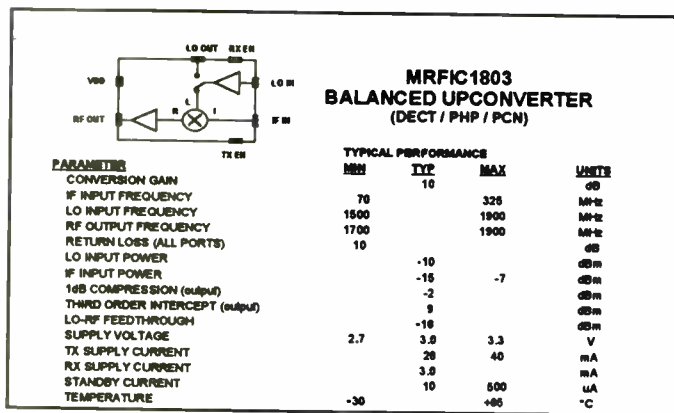 LO OUT RX EN
VDD
LO IN
L
R I
RF OUT
IF IN
TX EN
MRFIC1803
BALANCED UPCONVERTER
(DECT / PHP / PCN)
TYPICAL PERFORMANCE
PARAMETER MIN TYP MAX UNITS
CONVERSION GAIN 10 dB
IF INPUT FREQUENCY 70 325 MHz
LO INPUT FREQUENCY 1500 1900 MHz
RF OUTPUT FREQUENCY 1700 1900 MHz
RETURN LOSS (ALL PORTS) 10 dB
LO INPUT POWER -10 dBm
IF INPUT POWER -15 -7 dBm
1dB COMPRESSION (output) -2 dBm
THIRD ORDER INTERCEPT (output) 9 dBm
LO-RF FEEDTHROUGH dBm
SUPPLY VOLTAGE 2.7 3.0 3.3 V
TX SUPPLY CURRENT 40 mA
RX SUPPLY CURRENT 3.0 mA
STANDBY CURRENT 10 500 uA
TEMPERATURE -30 °C